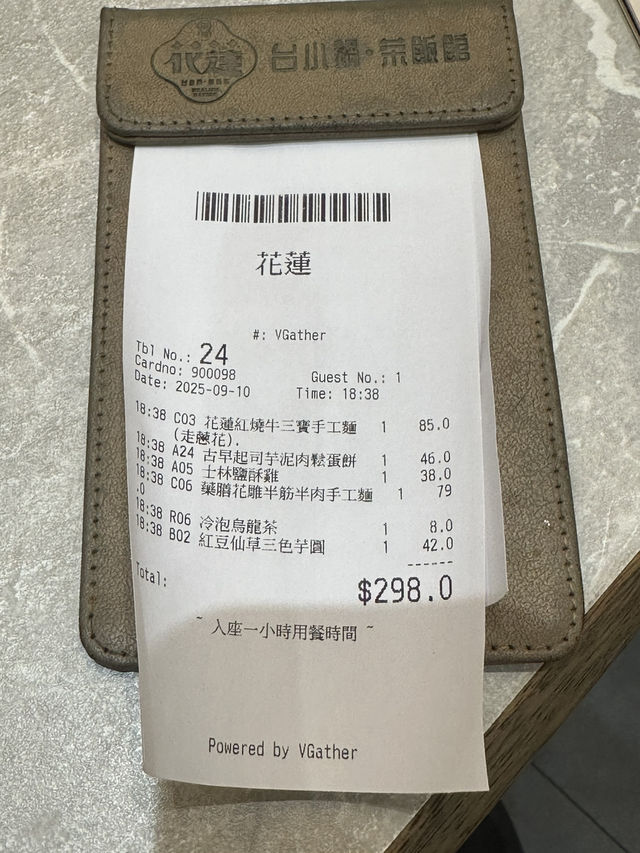 花蓮 台小鍋·茶飯館
花蓮
#: VGather
Tbl No.: 24
Cardno: 900098 Guest No.: 1
Date: 2025-09-10 Time: 18:38
18:38 C03 花蓮紅燒牛三寶手工麵 1 85.0
(走蔥花).
18:38 A24 古早起司芋泥肉鬆蛋餅 1 46.0
18:38 A05 士林鹽酥雞 1 38.0
18:38 C06 藥膳花雕半筋半肉手工麵 1 79
.0
18:38 R06 冷泡烏龍茶 1 8.0
18:38 B02 紅豆仙草三色芋圓 1 42.0
------
Total: $298.0
~ 入座一小時用餐時間 ~
Powered by VGather